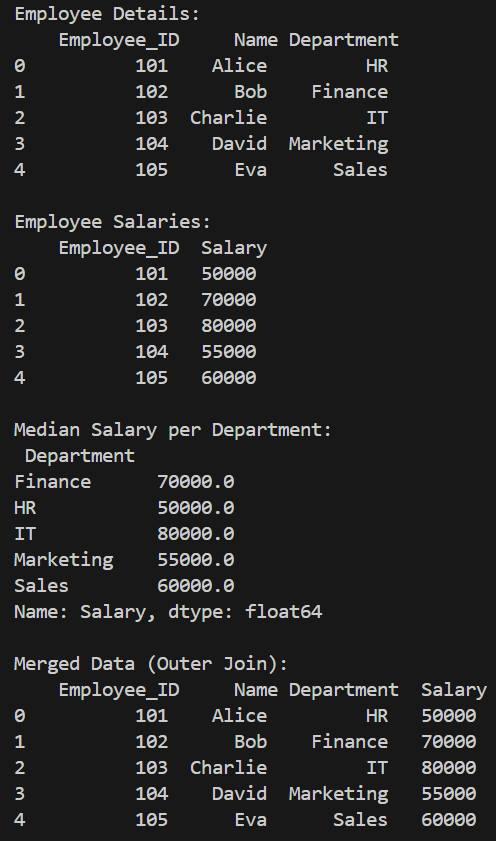 Employee Details:
    Employee_ID     Name Department
0          101    Alice         HR
1          102      Bob    Finance
2          103  Charlie         IT
3          104    David  Marketing
4          105      Eva      Sales

Employee Salaries:
    Employee_ID  Salary
0          101   50000
1          102   70000
2          103   80000
3          104   55000
4          105   60000

Median Salary per Department:
 Department
Finance      70000.0
HR           50000.0
IT           80000.0
Marketing    55000.0
Sales        60000.0
Name: Salary, dtype: float64

Merged Data (Outer Join):
    Employee_ID     Name Department  Salary
0          101    Alice         HR   50000
1          102      Bob    Finance   70000
2          103  Charlie         IT   80000
3          104    David  Marketing   55000
4          105      Eva      Sales   60000